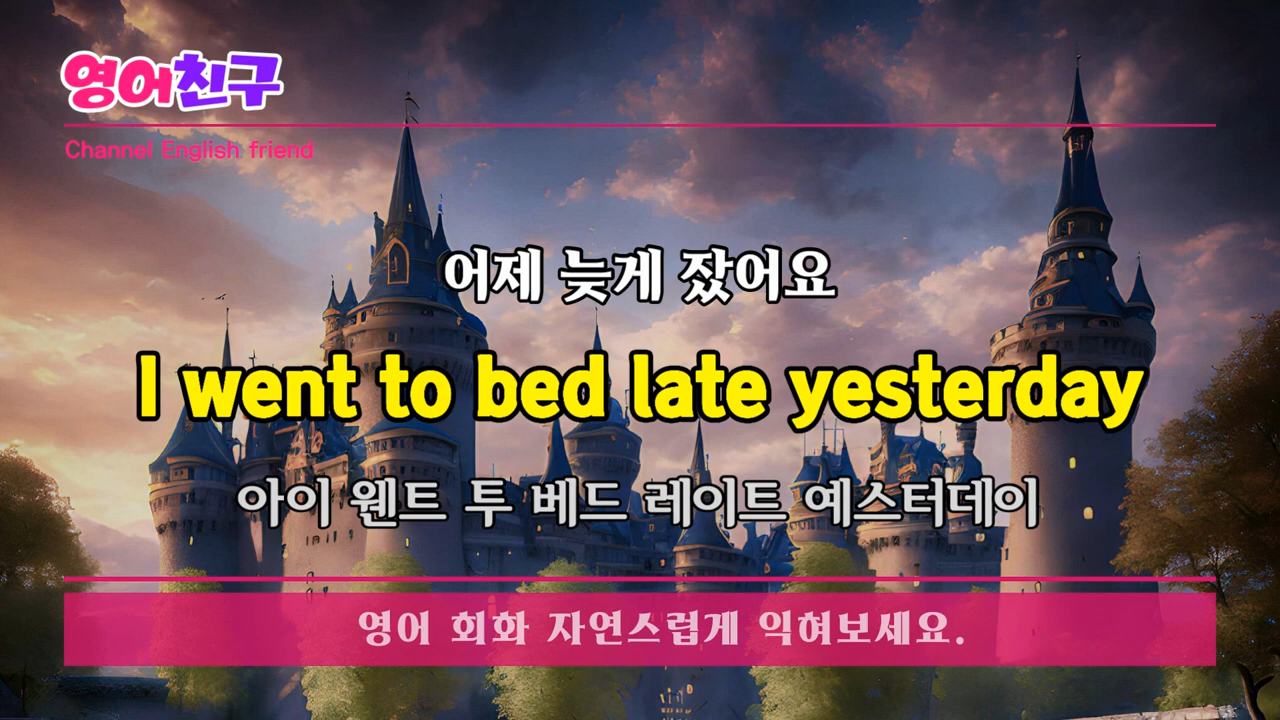 영어친구
Channel English friend
어제 늦게 잤어요
I went to bed late yesterday
아이 웬트 투 베드 레이트 예스터데이
영어 회화 자연스럽게 익혀보세요.